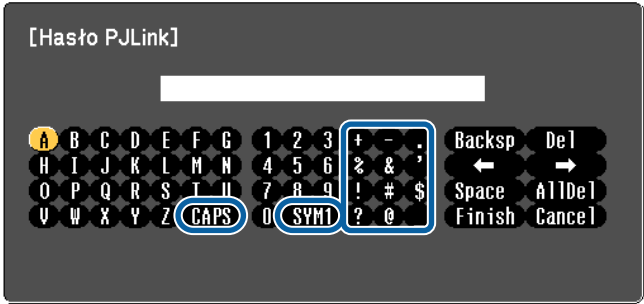 [Hasło PJLink]
A B C D E F G 1 2 3 + - . Backsp Del
H I J K L M N 4 5 6 % & ’ ← →
O P Q R S T U 7 8 9 ! # $ Space AllDel
V W X Y Z CAPS 0 SYM1 ? @ _ Finish Cancel